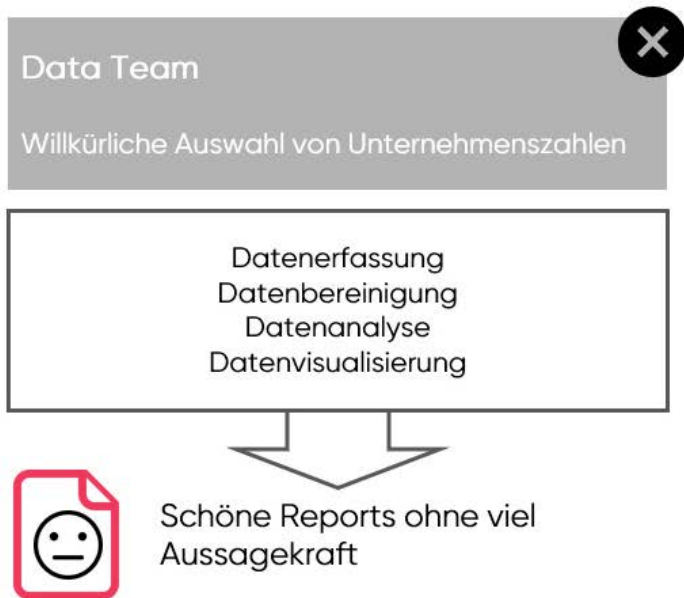 Data Team
Willkürliche Auswahl von Unternehmenszahlen
Datenerfassung
Datenbereinigung
Datenanalyse
Datenvisualisierung
Schöne Reports ohne viel
Aussagekraft